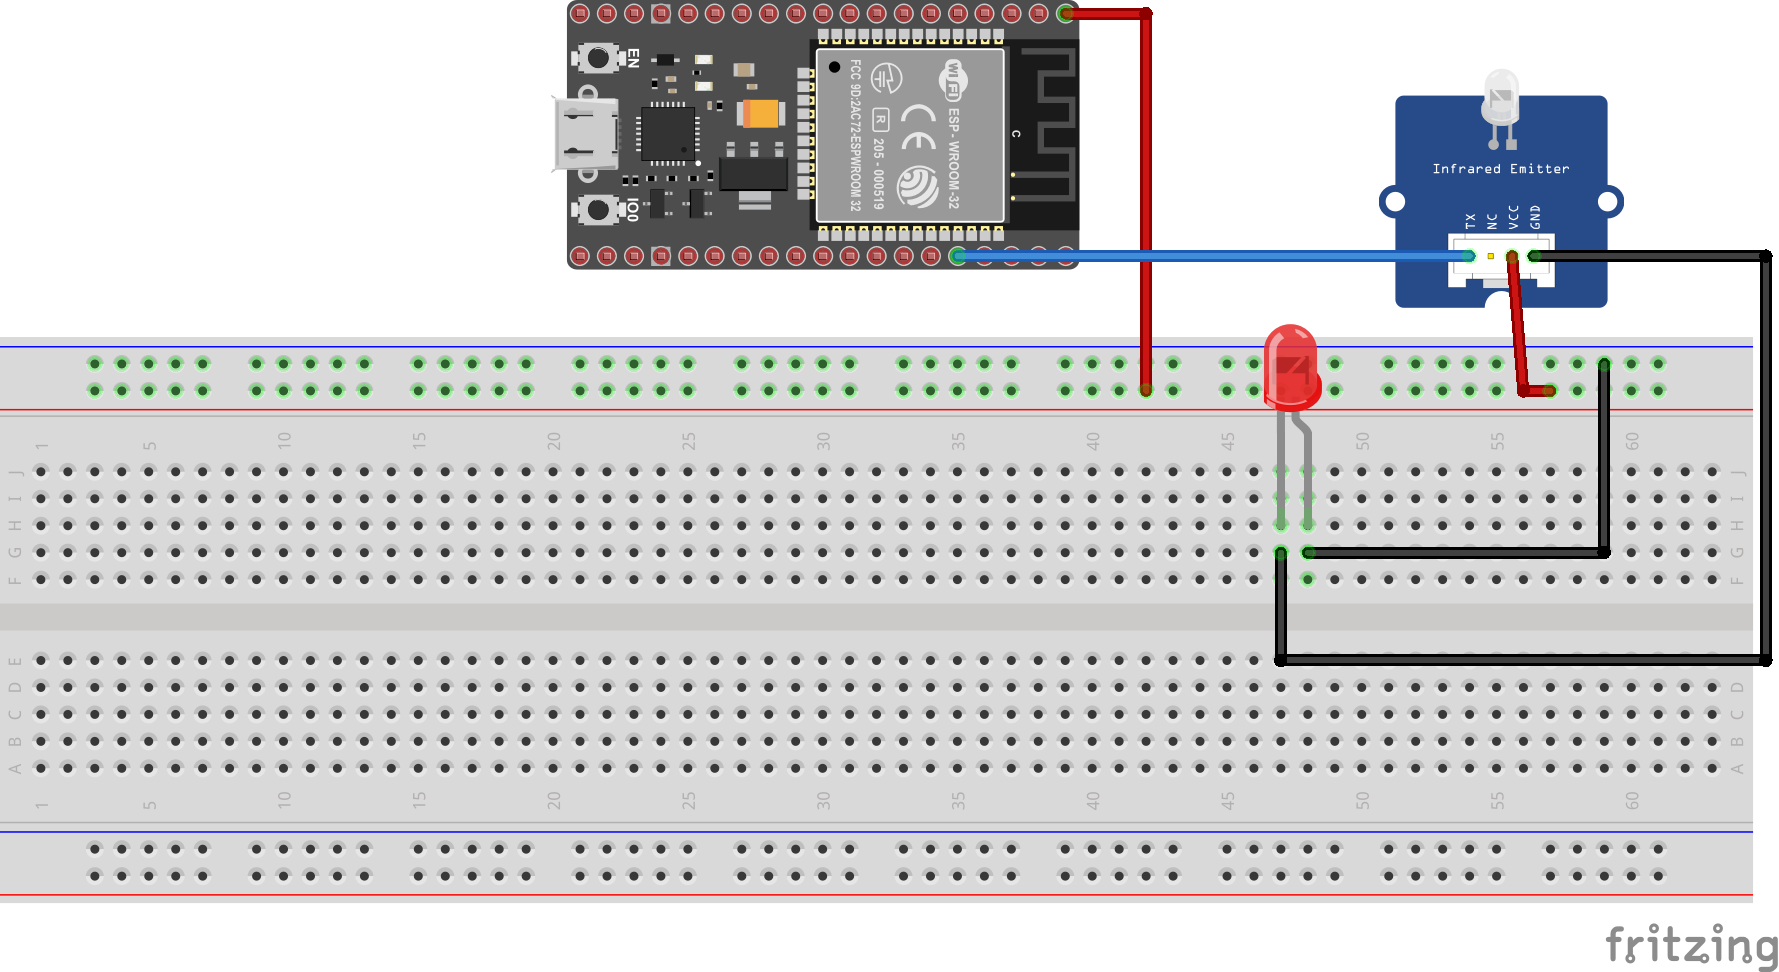 EN
IO0
FCC 9D:2AC72-ESPWROOM 32
R 205 - 000519
CE
WiFi ESP - WROOM -32
C
Infrared Emitter
TX NC VCC GND
1 5 10 15 20 25 30 35 40 45 50 55 60
J J
I I
H H
G G
F F
E E
D D
C C
B B
A A
1 5 10 15 20 25 30 35 40 45 50 55 60
fritzing